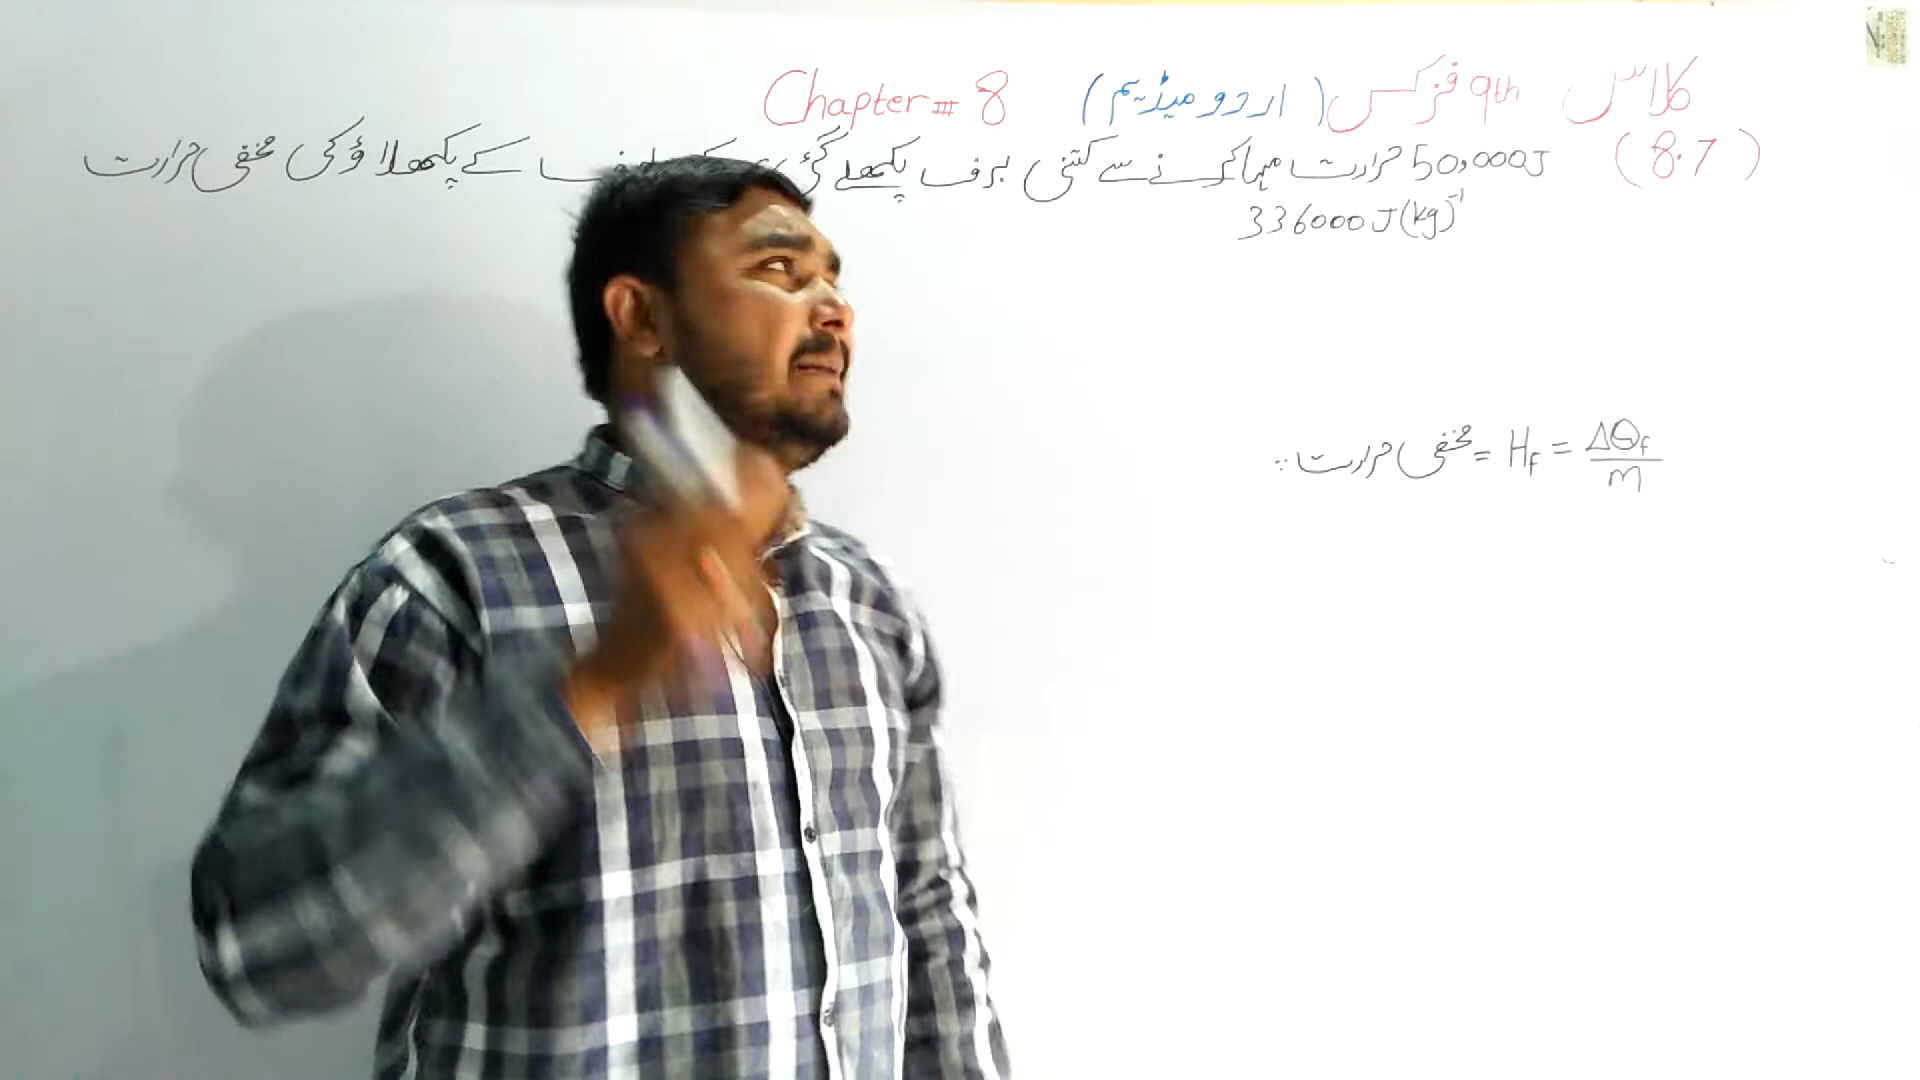 کلاس 9th فزکس (اردو میڈیم) Chapter # 8
(8.7) 50,000J حرارت مہیا کرنے سے کتنی برف پگھلے گی؟ کے پگھلاؤ کی مخفی حرارت
336000 J(kg)⁻¹
مخفی حرارت = H_f = ΔQ_f / m